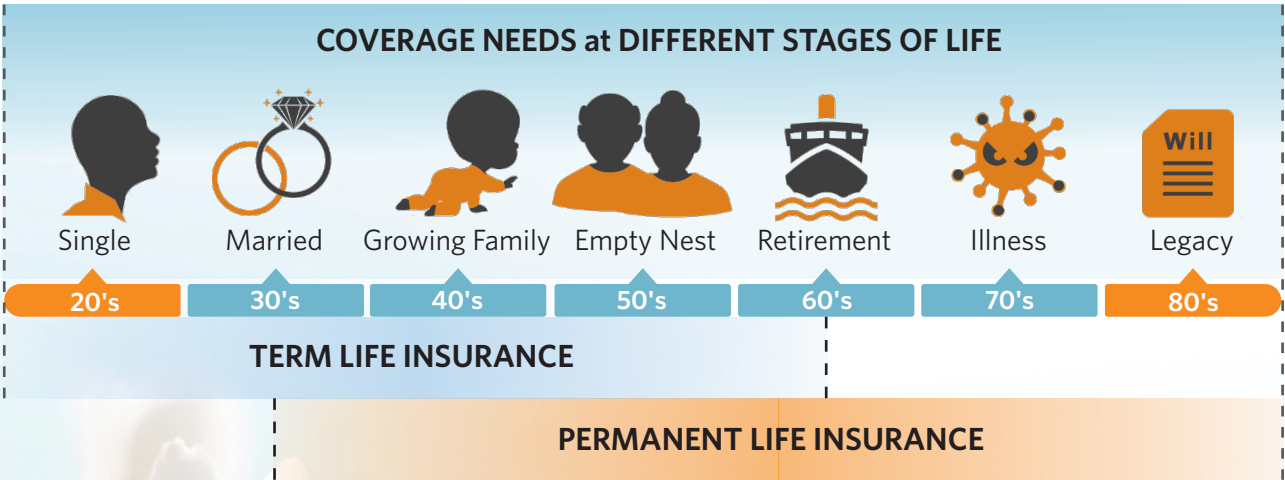 COVERAGE NEEDS at DIFFERENT STAGES OF LIFE
Will
Single Married Growing Family Empty Nest Retirement Illness Legacy
20's 30's 40's 50's 60's 70's 80's
TERM LIFE INSURANCE
PERMANENT LIFE INSURANCE